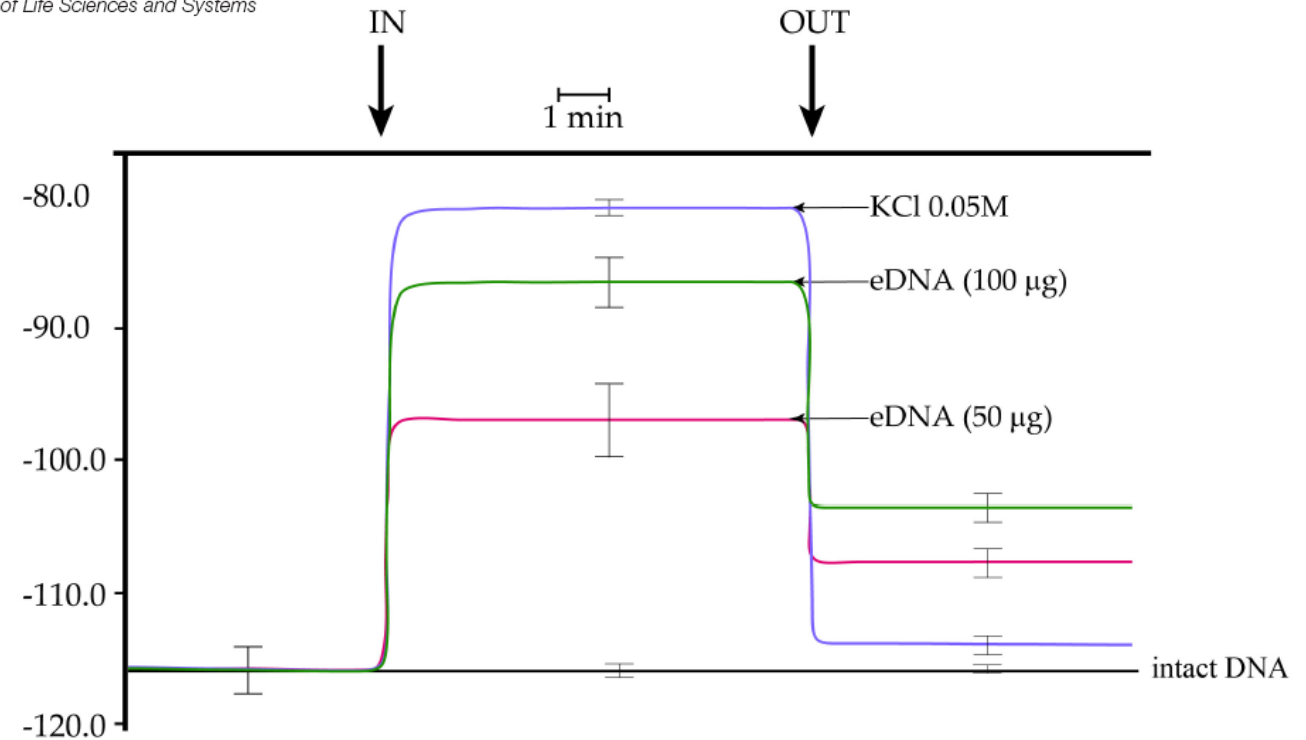 of Life Sciences and Systems
IN
OUT
1 min
-80.0
KCl 0.05M
eDNA (100 µg)
-90.0
eDNA (50 µg)
-100.0
-110.0
intact DNA
-120.0